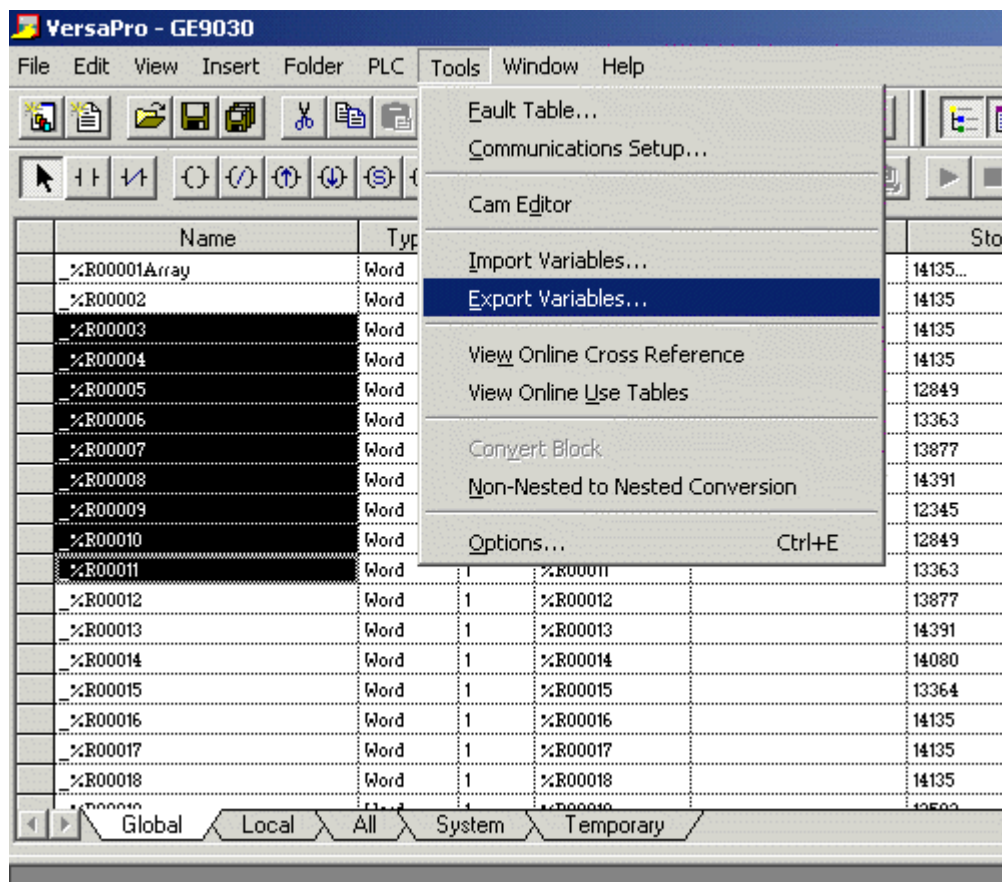 VersaPro - GE9030
File Edit View Insert Folder PLC Tools Window Help
Fault Table...
Communications Setup...
Cam Editor
Import Variables...
Export Variables...
View Online Cross Reference
View Online Use Tables
Convert Block
Non-Nested to Nested Conversion
Options... Ctrl+E
Name Typ Sto
_%R00001Array Word 14135...
_%R00002 Word 14135
_%R00003 Word 14135
_%R00004 Word 14135
_%R00005 Word 12849
_%R00006 Word 13363
_%R00007 Word 13877
_%R00008 Word 14391
_%R00009 Word 12345
_%R00010 Word 12849
_%R00011 Word 1 %R00011 13363
_%R00012 Word 1 %R00012 13877
_%R00013 Word 1 %R00013 14391
_%R00014 Word 1 %R00014 14080
_%R00015 Word 1 %R00015 13364
_%R00016 Word 1 %R00016 14135
_%R00017 Word 1 %R00017 14135
_%R00018 Word 1 %R00018 14135
Global Local All System Temporary